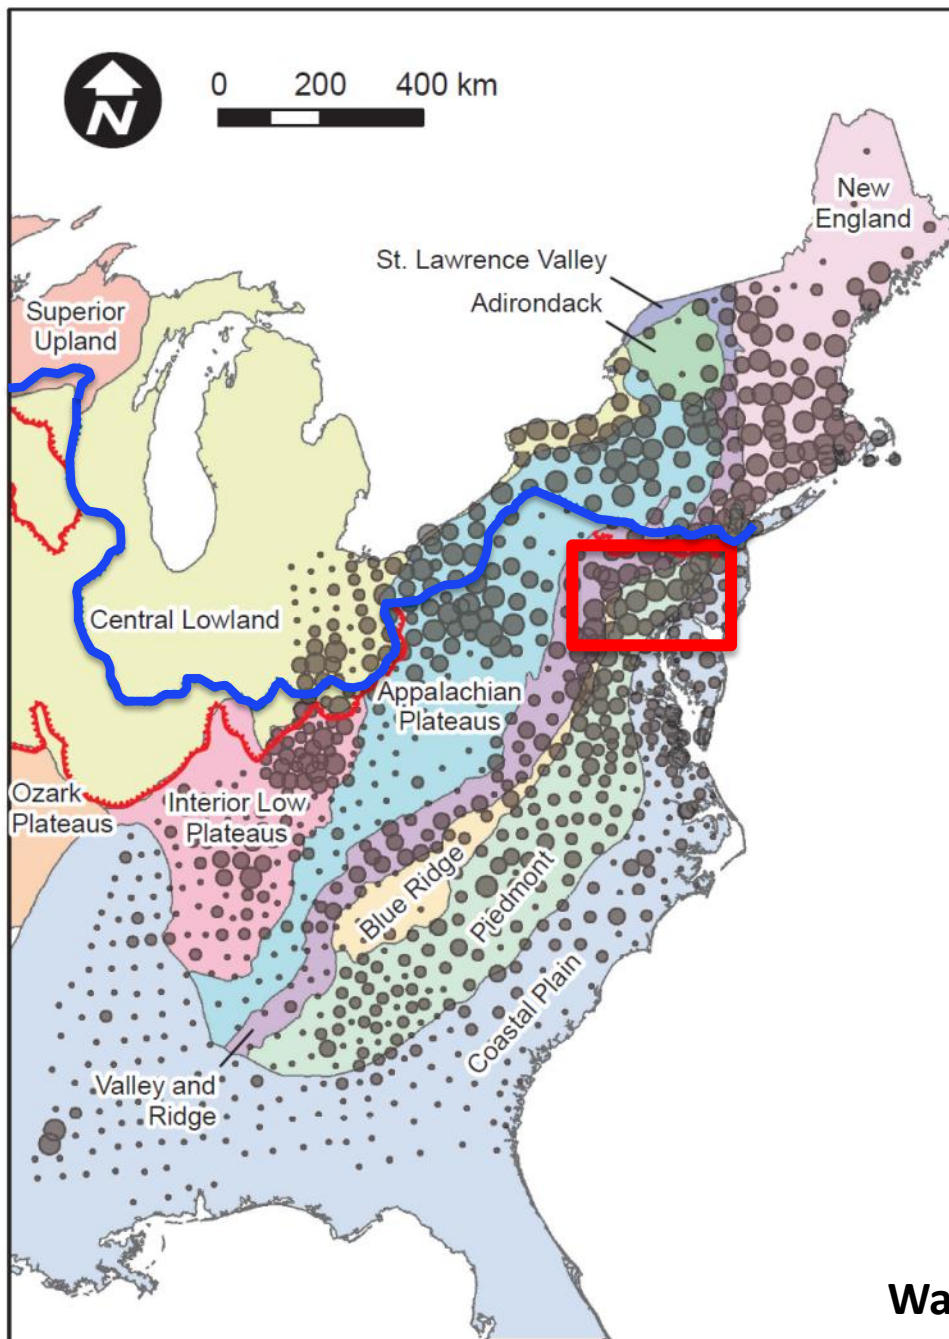 0 200 400 km
N
New
England
St. Lawrence Valley
Adirondack
Superior
Upland
Central Lowland
Appalachian
Plateaus
Ozark
Plateaus
Interior Low
Plateaus
Blue Ridge
Piedmont
Coastal Plain
Valley and
Ridge
Wa